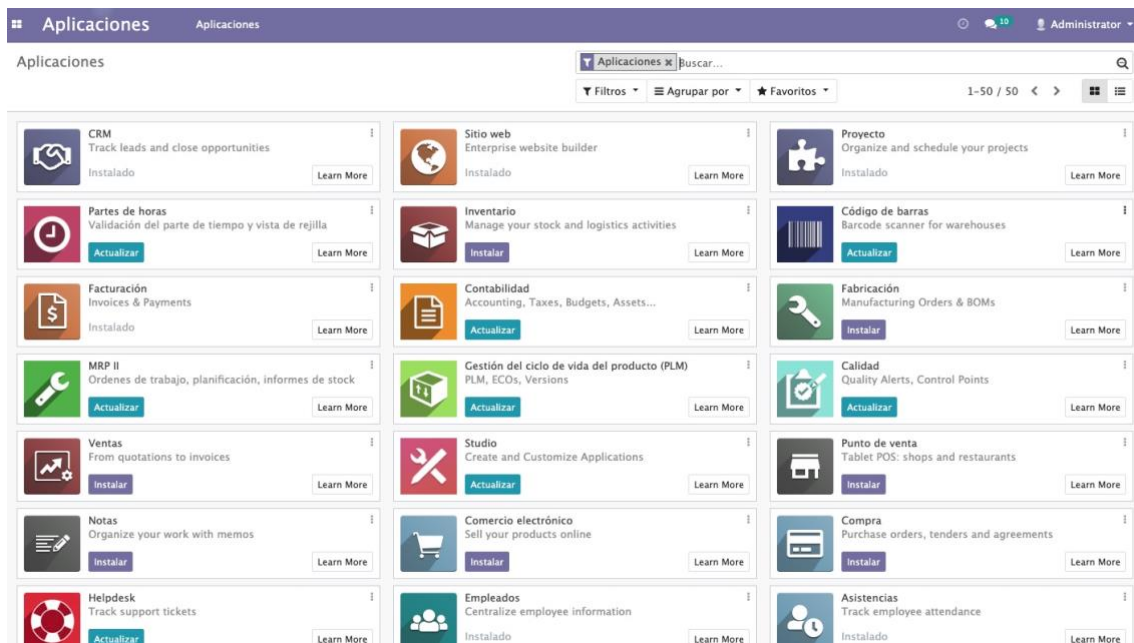 Aplicaciones Aplicaciones 10 Administrator
Aplicaciones Aplicaciones Buscar...
Filtros Agrupar por Favoritos 1-50 / 50
CRM
Track leads and close opportunities
Instalado Learn More
Sitio web
Enterprise website builder
Instalado Learn More
Proyecto
Organize and schedule your projects
Instalado Learn More
Partes de horas
Validación del parte de tiempo y vista de rejilla
Actualizar Learn More
Inventario
Manage your stock and logistics activities
Instalar Learn More
Código de barras
Barcode scanner for warehouses
Actualizar Learn More
Facturación
Invoices & Payments
Instalado Learn More
Contabilidad
Accounting, Taxes, Budgets, Assets...
Actualizar Learn More
Fabricación
Manufacturing Orders & BOMs
Instalar Learn More
MRP II
Ordenes de trabajo, planificación, informes de stock
Actualizar Learn More
Gestión del ciclo de vida del producto (PLM)
PLM, ECOs, Versions
Actualizar Learn More
Calidad
Quality Alerts, Control Points
Actualizar Learn More
Ventas
From quotations to invoices
Instalar Learn More
Studio
Create and Customize Applications
Actualizar Learn More
Punto de venta
Tablet POS: shops and restaurants
Instalar Learn More
Notas
Organize your work with memos
Instalar Learn More
Comercio electrónico
Sell your products online
Instalar Learn More
Compra
Purchase orders, tenders and agreements
Instalar Learn More
Helpdesk
Track support tickets
Actualizar Learn More
Empleados
Centralize employee information
Instalado Learn More
Asistencias
Track employee attendance
Instalado Learn More